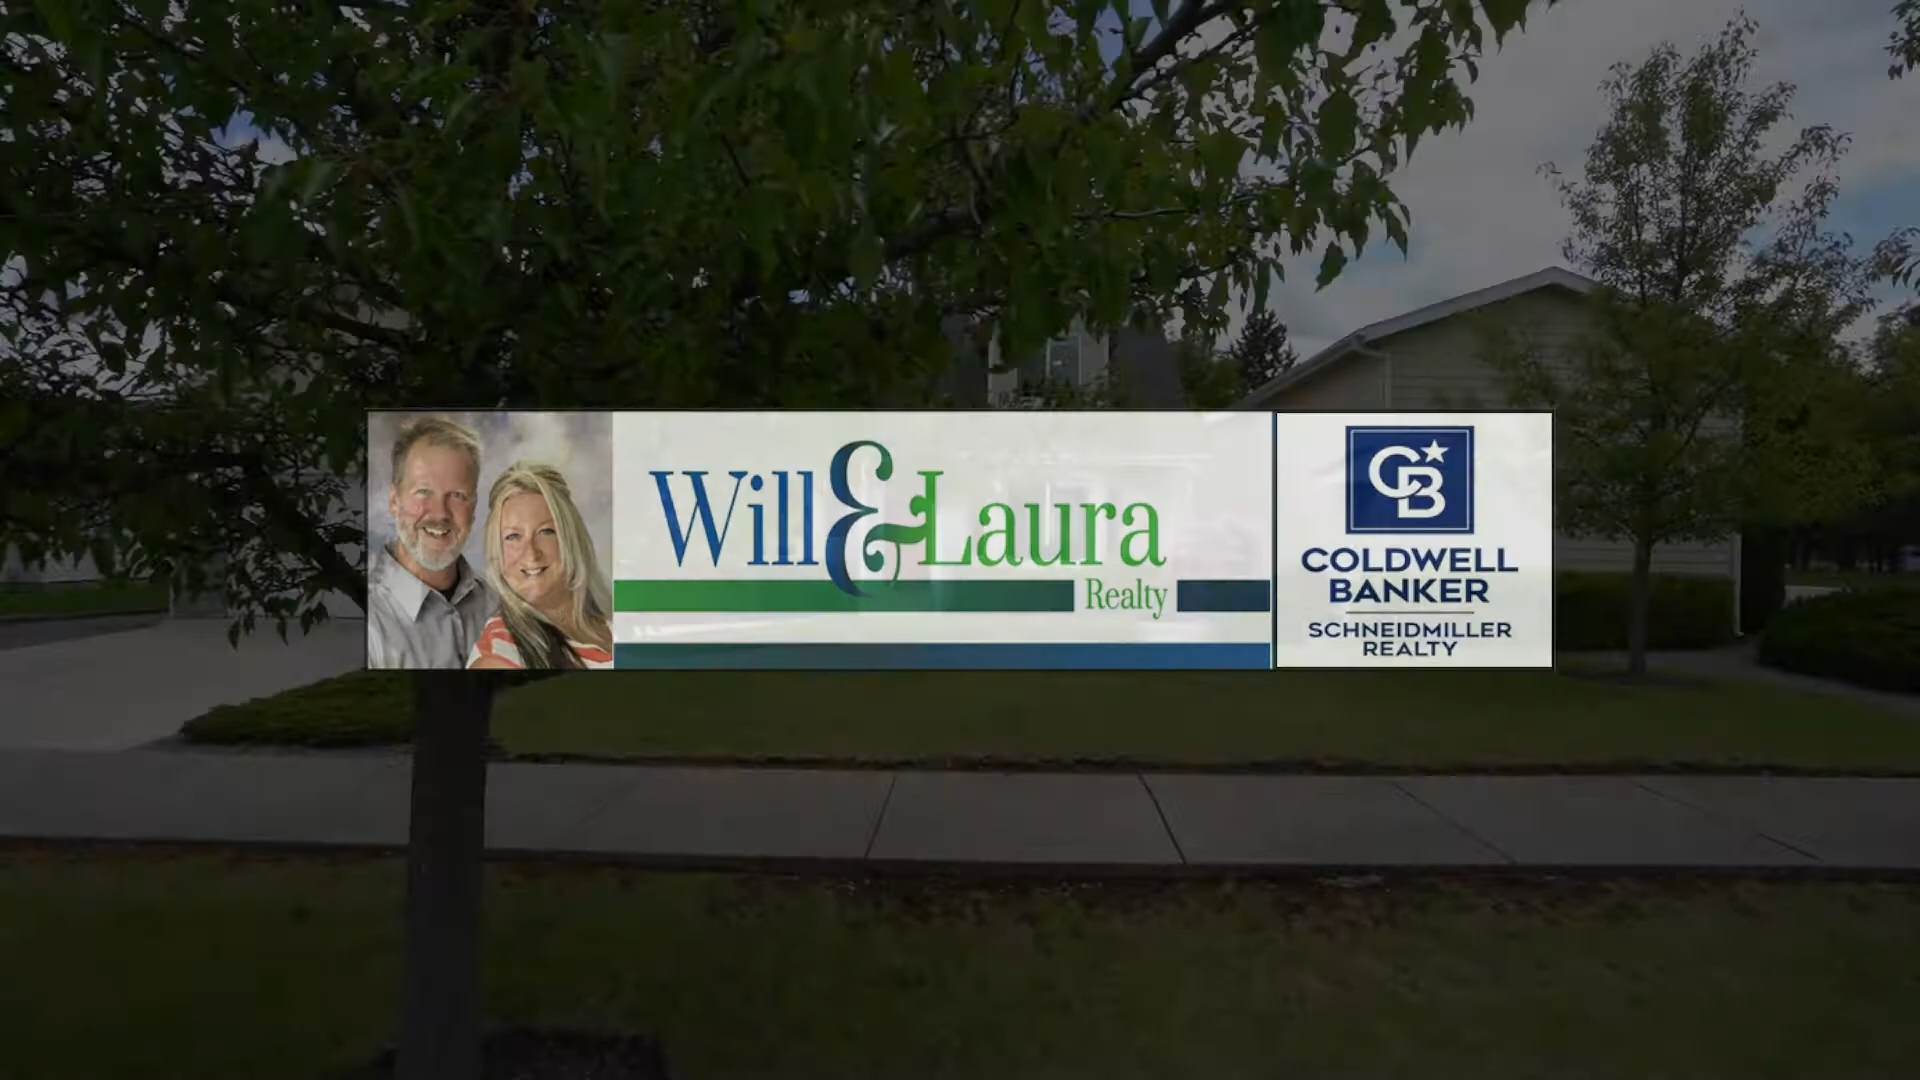 Will & Laura
Realty
CB
COLDWELL
BANKER
SCHNEIDMILLER
REALTY